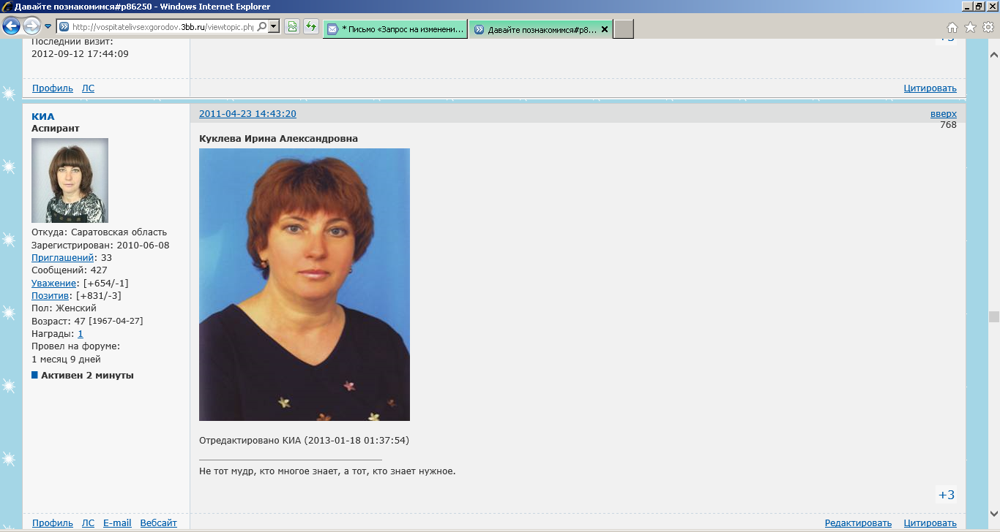 Давайте познакомимся#p86250 - Windows Internet Explorer
http://vospitatelivsexgorodov.3bb.ru/viewtopic.php
* Письмо «Запрос на изменени...
Давайте познакомимся#p8...
Последний визит:
2012-09-12 17:44:09
Профиль ЛС
Цитировать
КИА
Аспирант
Откуда: Саратовская область
Зарегистрирован: 2010-06-08
Приглашений: 33
Сообщений: 427
Уважение: [+654/-1]
Позитив: [+831/-3]
Пол: Женский
Возраст: 47 [1967-04-27]
Награды: 1
Провел на форуме:
1 месяц 9 дней
Активен 2 минуты
2011-04-23 14:43:20
вверх
768
Куклева Ирина Александровна
Отредактировано КИА (2013-01-18 01:37:54)
Не тот мудр, кто многое знает, а тот, кто знает нужное.
+3
Профиль ЛС E-mail Вебсайт
Редактировать Цитировать